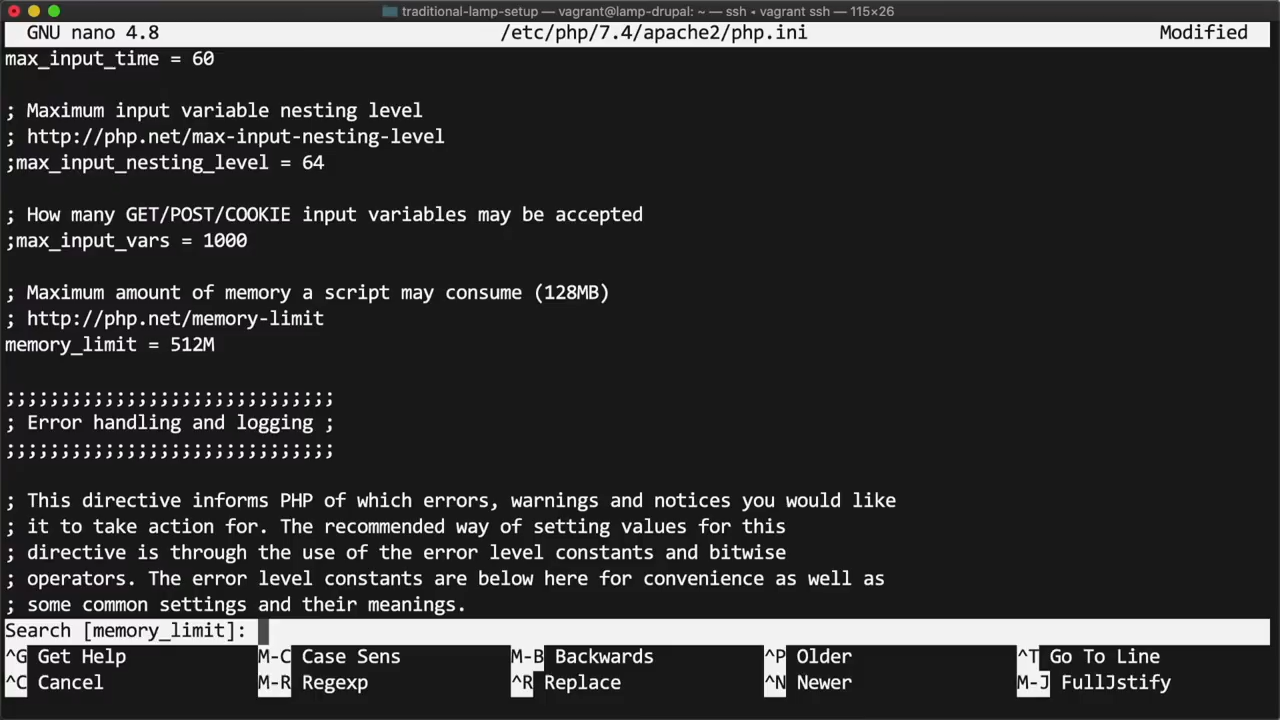 traditional-lamp-setup — vagrant@lamp-drupal: ~ — ssh • vagrant ssh — 115×26
GNU nano 4.8 /etc/php/7.4/apache2/php.ini Modified
max_input_time = 60
; Maximum input variable nesting level
; http://php.net/max-input-nesting-level
;max_input_nesting_level = 64
; How many GET/POST/COOKIE input variables may be accepted
;max_input_vars = 1000
; Maximum amount of memory a script may consume (128MB)
; http://php.net/memory-limit
memory_limit = 512M
;;;;;;;;;;;;;;;;;;;;;;;;;;;;;;
; Error handling and logging ;
;;;;;;;;;;;;;;;;;;;;;;;;;;;;;;
; This directive informs PHP of which errors, warnings and notices you would like
; it to take action for. The recommended way of setting values for this
; directive is through the use of the error level constants and bitwise
; operators. The error level constants are below here for convenience as well as
; some common settings and their meanings.
Search [memory_limit]:
^G Get Help M-C Case Sens M-B Backwards ^P Older ^T Go To Line
^C Cancel M-R Regexp ^R Replace ^N Newer M-J FullJstify